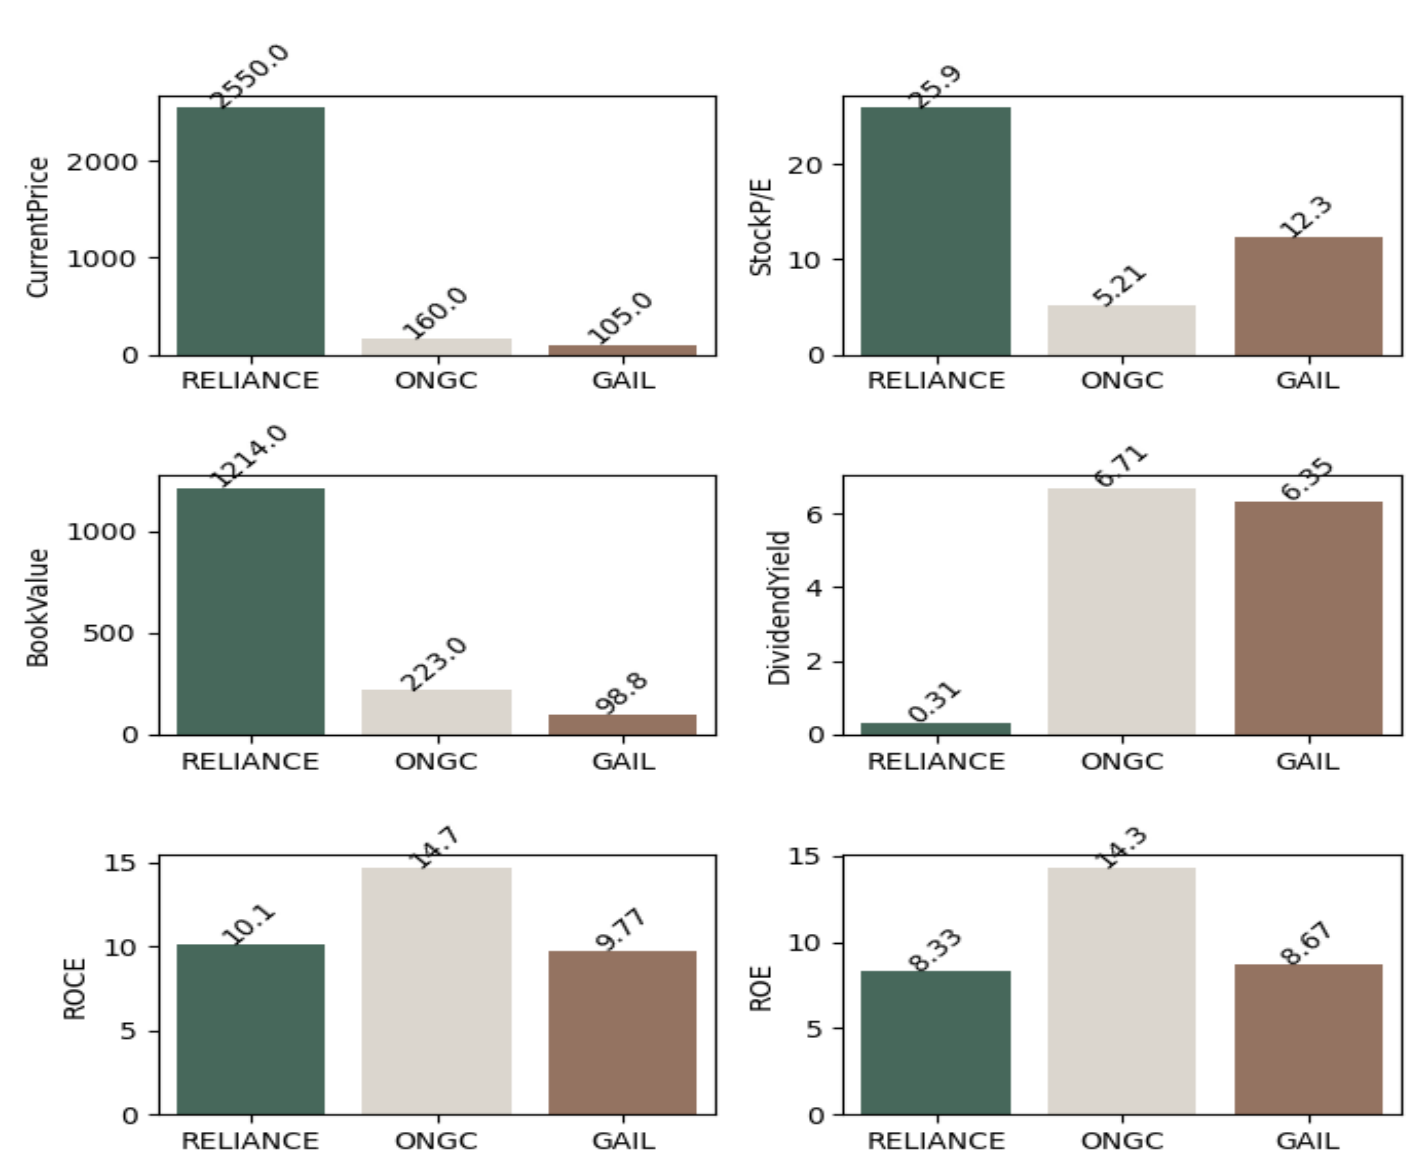 2550.0
CurrentPrice
2000
1000
0
160.0
105.0
RELIANCE
ONGC
GAIL
25.9
StockP/E
20
10
0
5.21
12.3
RELIANCE
ONGC
GAIL
1214.0
BookValue
1000
500
0
223.0
98.8
RELIANCE
ONGC
GAIL
DividendYield
6
4
2
0
0.31
6.71
6.35
RELIANCE
ONGC
GAIL
ROCE
15
10
5
0
10.1
14.7
9.77
RELIANCE
ONGC
GAIL
ROE
15
10
5
0
8.33
14.3
8.67
RELIANCE
ONGC
GAIL